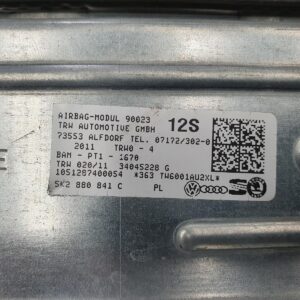 AIRBAG-MODUL 90023
TRW AUTOMOTIVE GMBH 12S
73553 ALFDORF TEL. 07172/302-0
2011 TRW0 - 4
BAM - PT1 - 1670
TRW 020/11 34045228 G
1051287400054 *363 TW6001AU2XL*
5K2 880 841 C PL